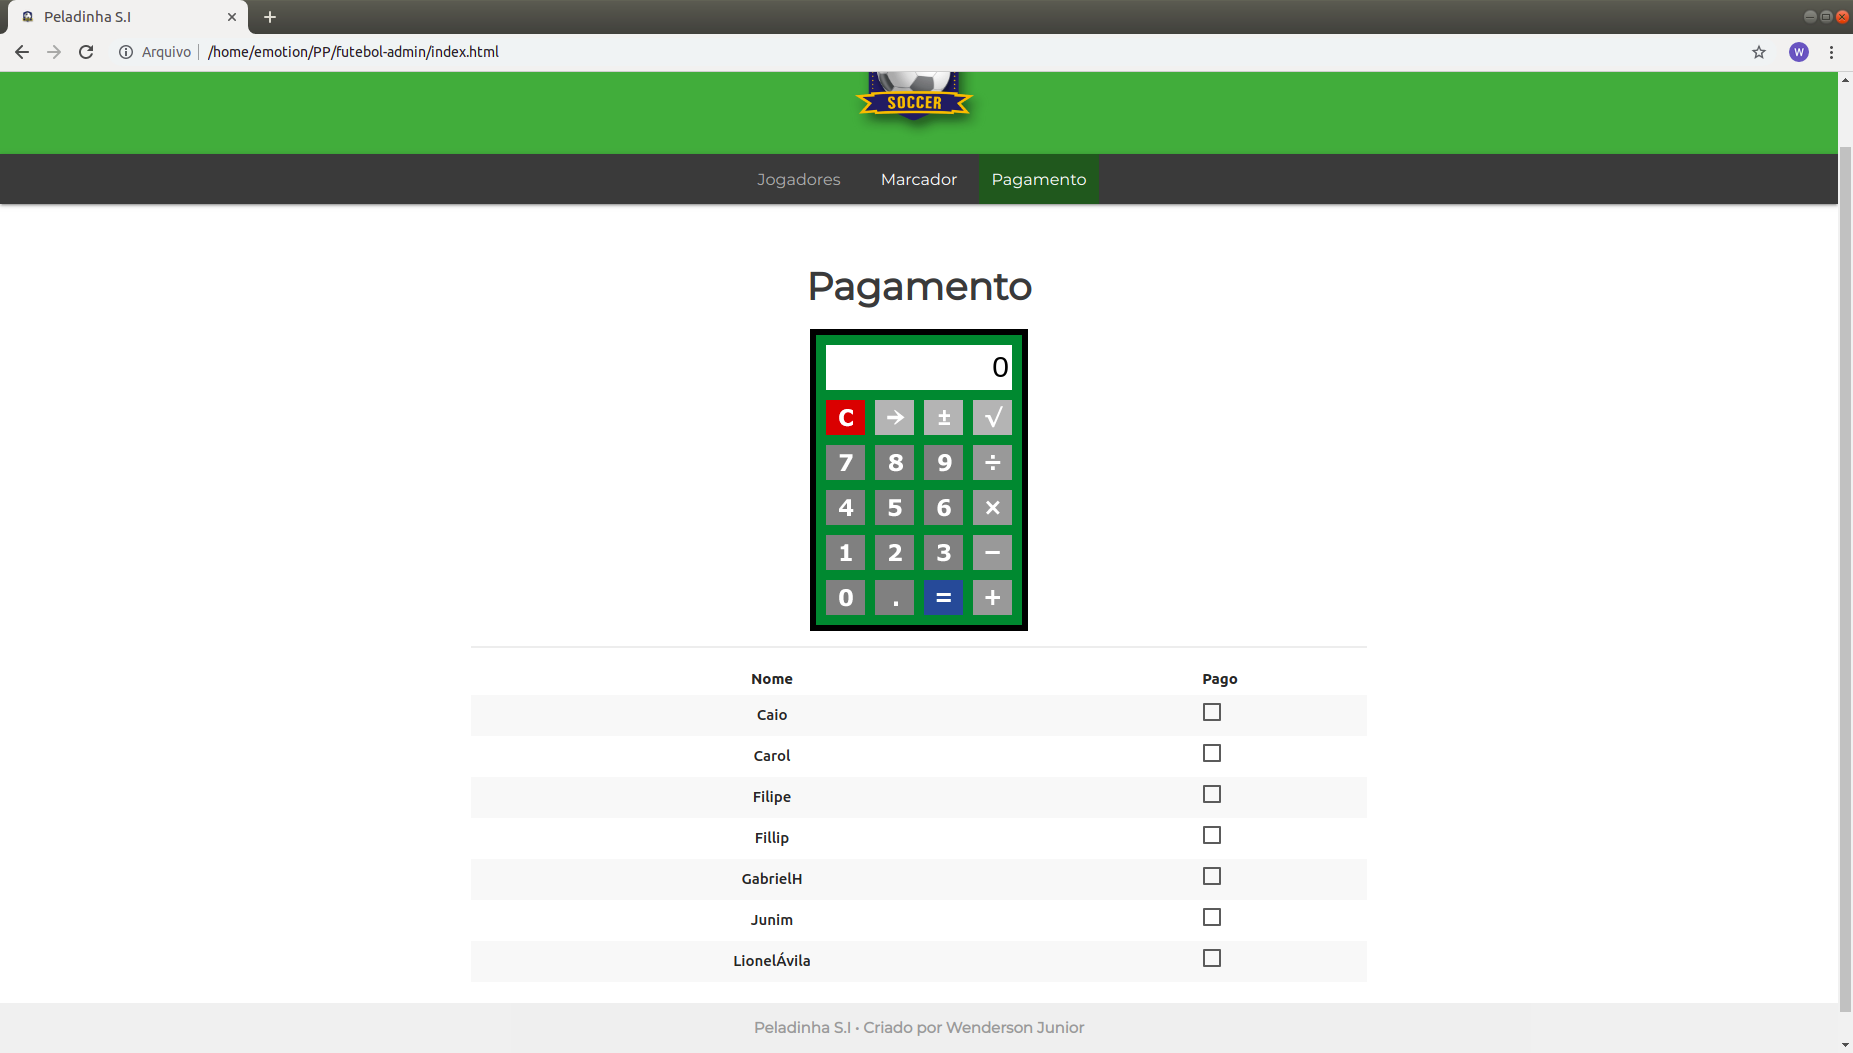 Peladinha S.I
Arquivo /home/emotion/PP/futebol-admin/index.html
W
SOCCER
Jogadores Marcador Pagamento
Pagamento
0
C → ± √
7 8 9 ÷
4 5 6 ×
1 2 3 −
0 . = +
Nome Pago
Caio
Carol
Filipe
Fillip
GabrielH
Junim
LionelÁvila
Peladinha S.I • Criado por Wenderson Junior